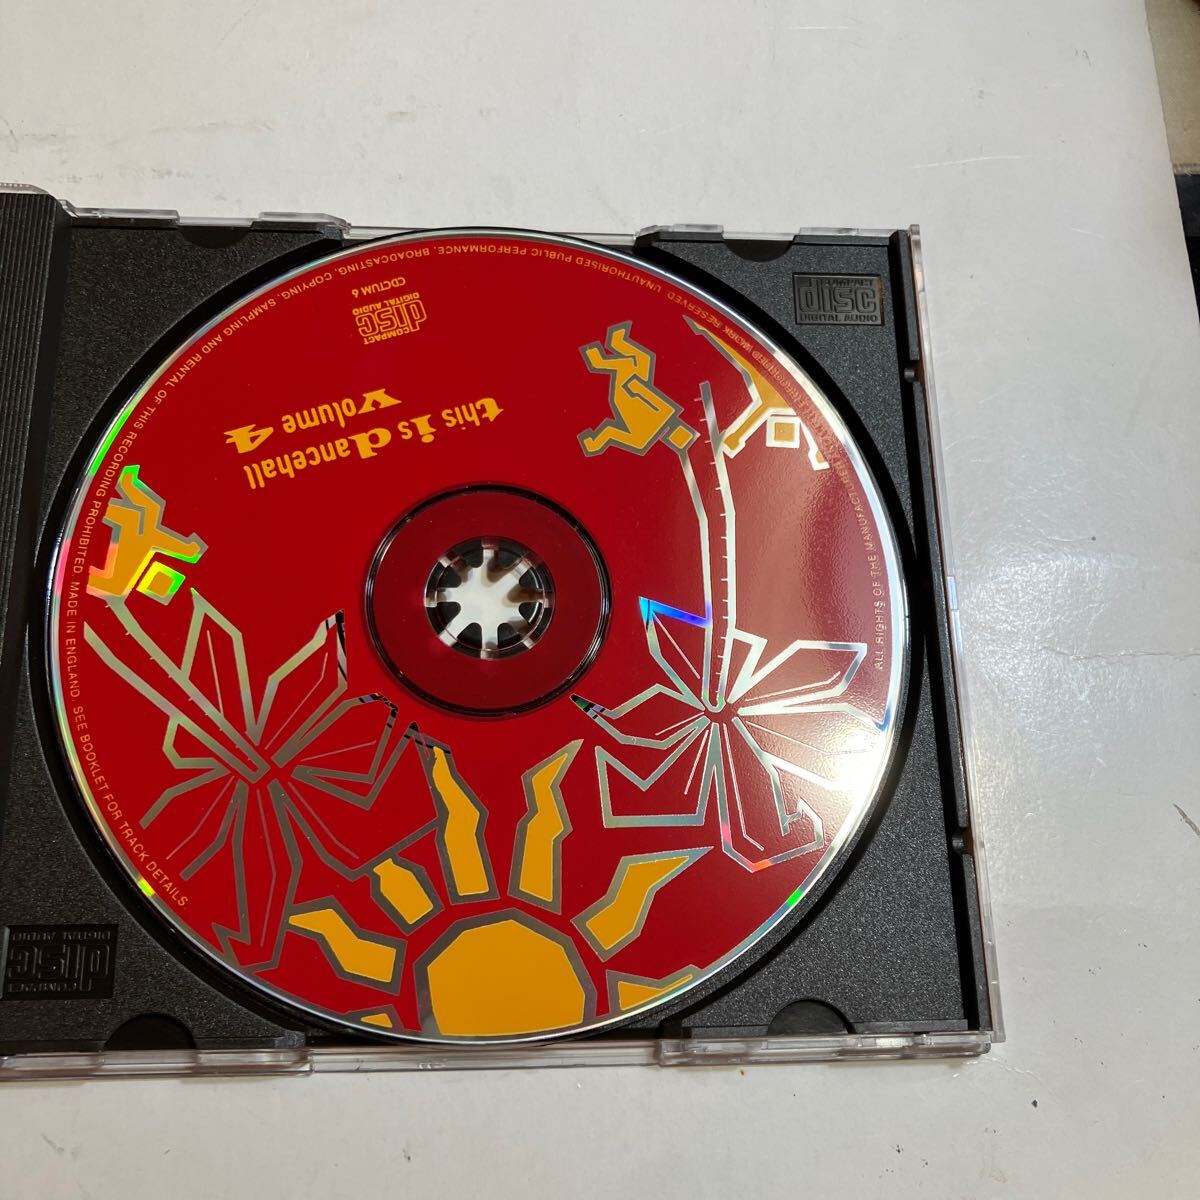 this is dancehall
Volume 4
COMPACT
disc
DIGITAL AUDIO
CDCTUM 6
ALL RIGHTS OF THE MANUFACTURER AND OF THE OWNER OF THE RECORDED WORK RESERVED. UNAUTHORISED PUBLIC PERFORMANCE, BROADCASTING, COPYING, SAMPLING AND RENTAL OF THIS RECORDING PROHIBITED. MADE IN ENGLAND. SEE BOOKLET FOR TRACK DETAILS.
COMPACT
disc
DIGITAL AUDIO
COMPACT
disc
DIGITAL AUDIO